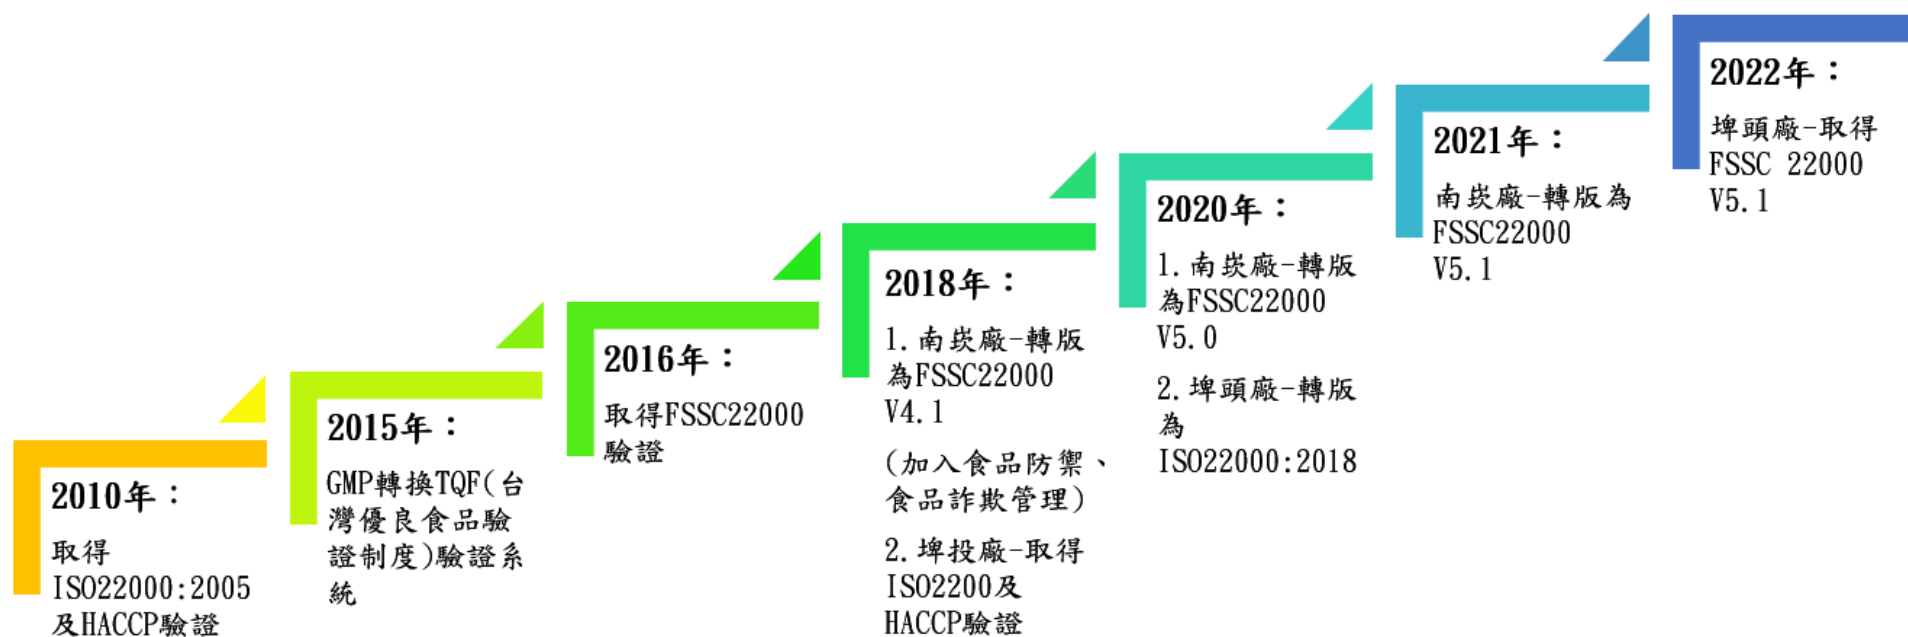 2010年：
取得
ISO22000:2005
及HACCP驗證
2015年：
GMP轉換TQF(台
灣優良食品驗
證制度)驗證系
統
2016年：
取得FSSC22000
驗證
2018年：
1.南崁廠-轉版
為FSSC22000
V4.1
(加入食品防禦、
食品詐欺管理)
2.埤投廠-取得
ISO2200及
HACCP驗證
2020年：
1.南崁廠-轉版
為FSSC22000
V5.0
2.埤頭廠-轉版
為
ISO22000:2018
2021年：
南崁廠-轉版為
FSSC22000
V5.1
2022年：
埤頭廠-取得
FSSC 22000
V5.1